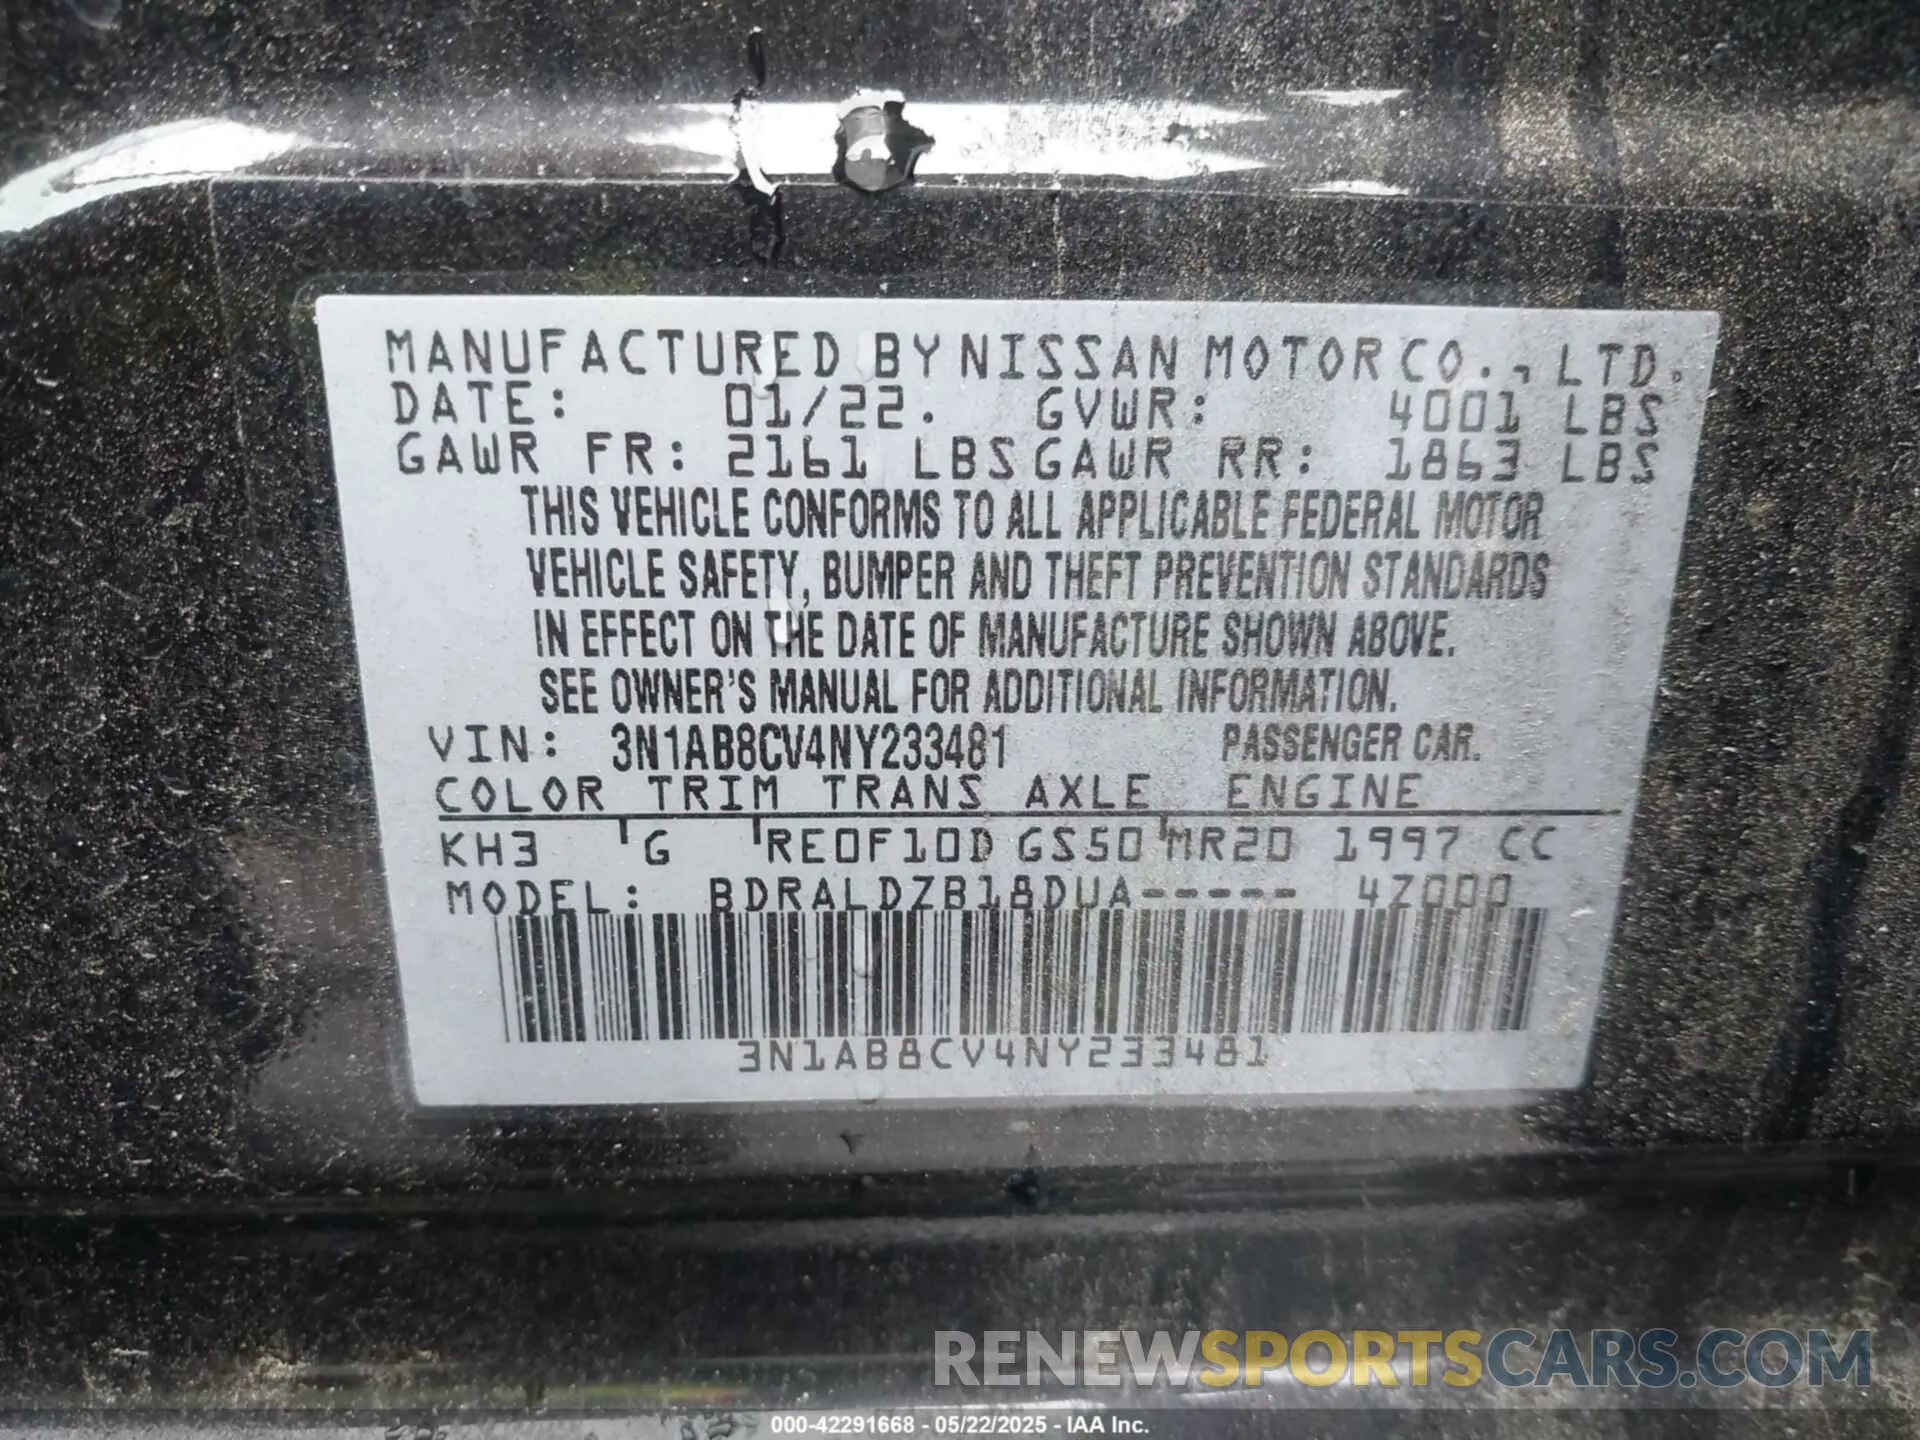 MANUFACTURED BY NISSAN MOTOR CO., LTD.
DATE: 01/22. GVWR: 4001 LBS
GAWR FR: 2161 LBS GAWR RR: 1863 LBS
THIS VEHICLE CONFORMS TO ALL APPLICABLE FEDERAL MOTOR
VEHICLE SAFETY, BUMPER AND THEFT PREVENTION STANDARDS
IN EFFECT ON THE DATE OF MANUFACTURE SHOWN ABOVE.
SEE OWNER'S MANUAL FOR ADDITIONAL INFORMATION.
VIN: 3N1AB8CV4NY233481 PASSENGER CAR.
COLOR TRIM TRANS AXLE ENGINE
KH3 G RE0F10D GS50 MR20 1997 CC
MODEL: BDRALDZB18DUA----- 4Z000
3N1AB8CV4NY233481
RENEWSPORTSCARS.COM
000-42291668 - 05/22/2025 - IAA Inc.